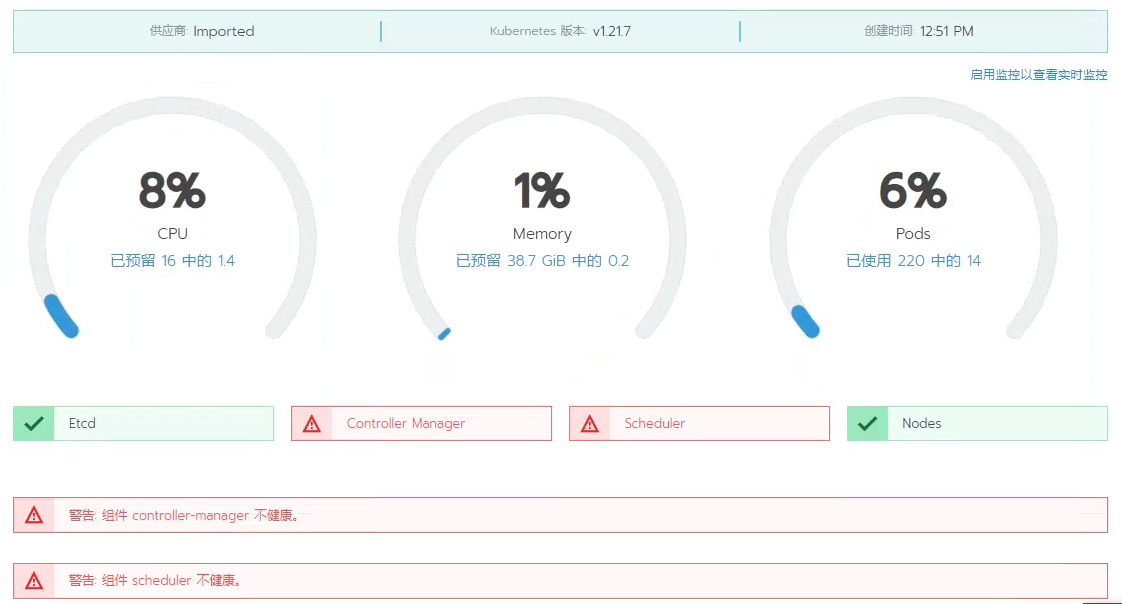 供应商: Imported Kubernetes 版本: v1.21.7 创建时间: 12:51 PM
启用监控以查看实时监控
8%
CPU
已预留 16 中的 1.4
1%
Memory
已预留 38.7 GiB 中的 0.2
6%
Pods
已使用 220 中的 14
Etcd
Controller Manager
Scheduler
Nodes
警告: 组件 controller-manager 不健康。
警告: 组件 scheduler 不健康。